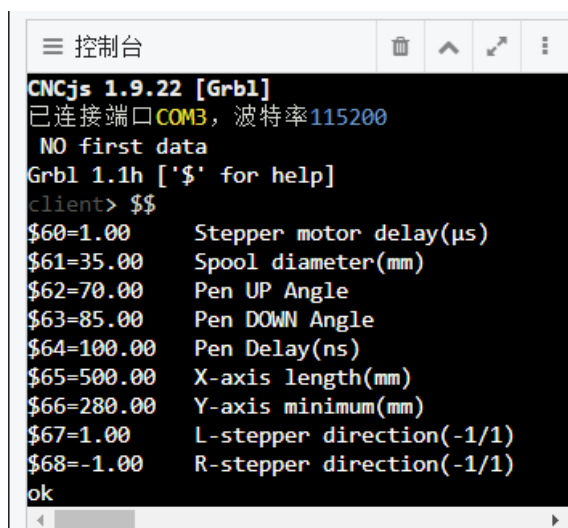 控制台
CNCjs 1.9.22 [Grbl]
已连接端口COM3，波特率115200
NO first data
Grbl 1.1h ['$' for help]
client> $$
$60=1.00 Stepper motor delay(μs)
$61=35.00 Spool diameter(mm)
$62=70.00 Pen UP Angle
$63=85.00 Pen DOWN Angle
$64=100.00 Pen Delay(ns)
$65=500.00 X-axis length(mm)
$66=280.00 Y-axis minimum(mm)
$67=1.00 L-stepper direction(-1/1)
$68=-1.00 R-stepper direction(-1/1)
ok